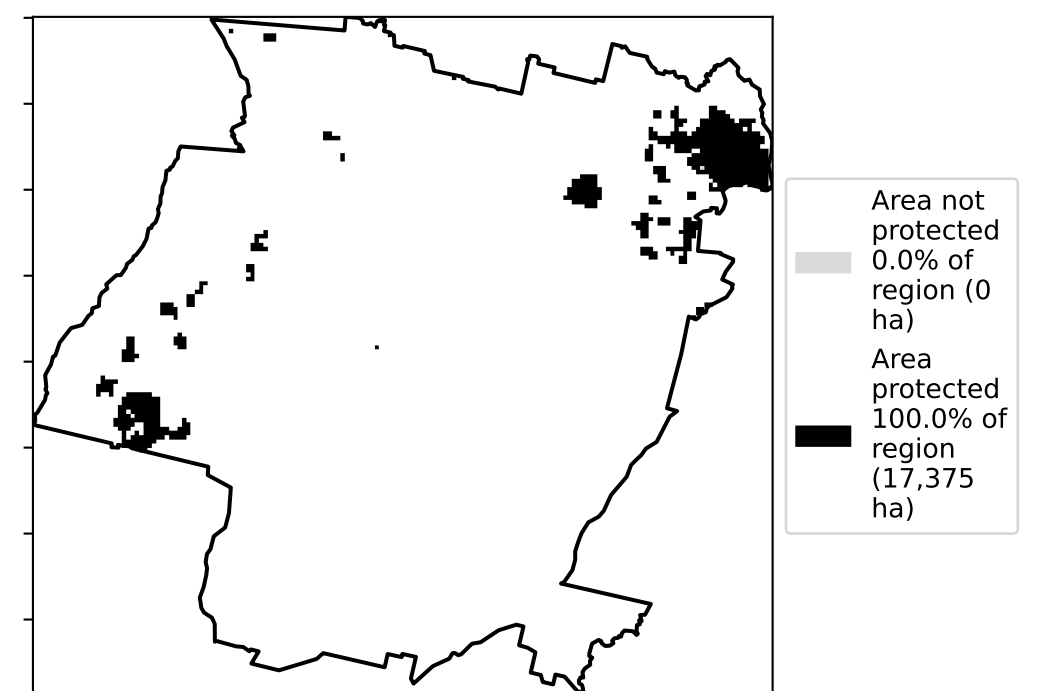 Area not
protected
0.0% of
region (0
ha)
Area
protected
100.0% of
region
(17,375
ha)